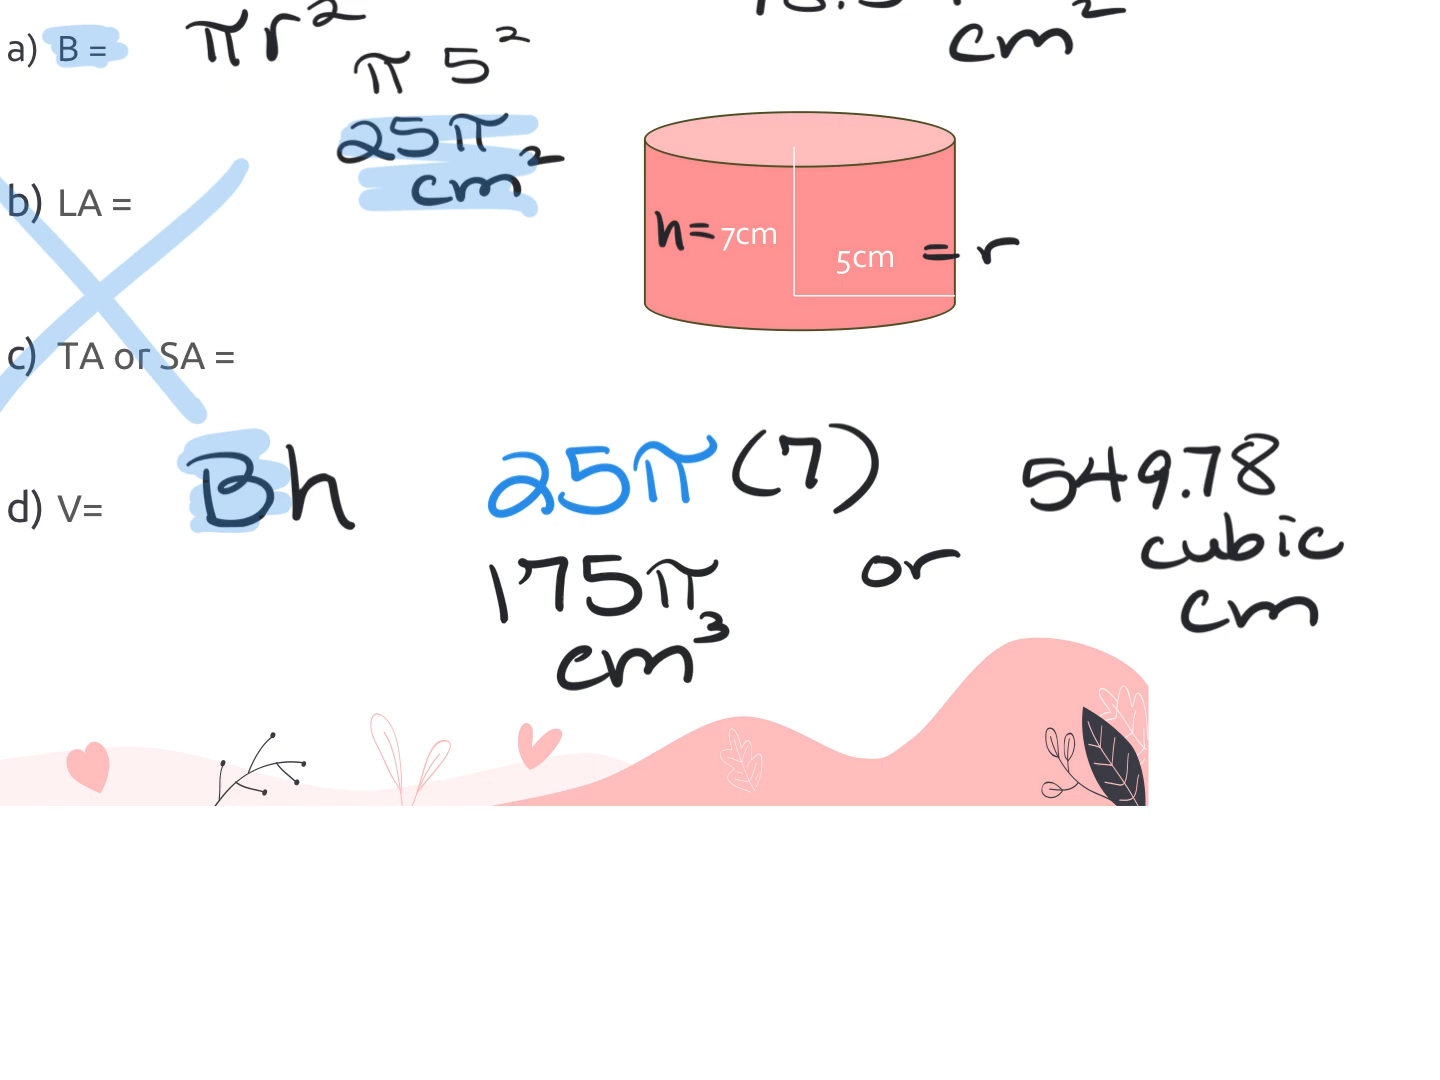 a) B = πr²
π 5²
25π
cm²
cm²
b) LA =
h = 7cm
5cm = r
c) TA or SA =
d) V= Bh 25π (7) 549.78
cubic
cm
175π or
cm³